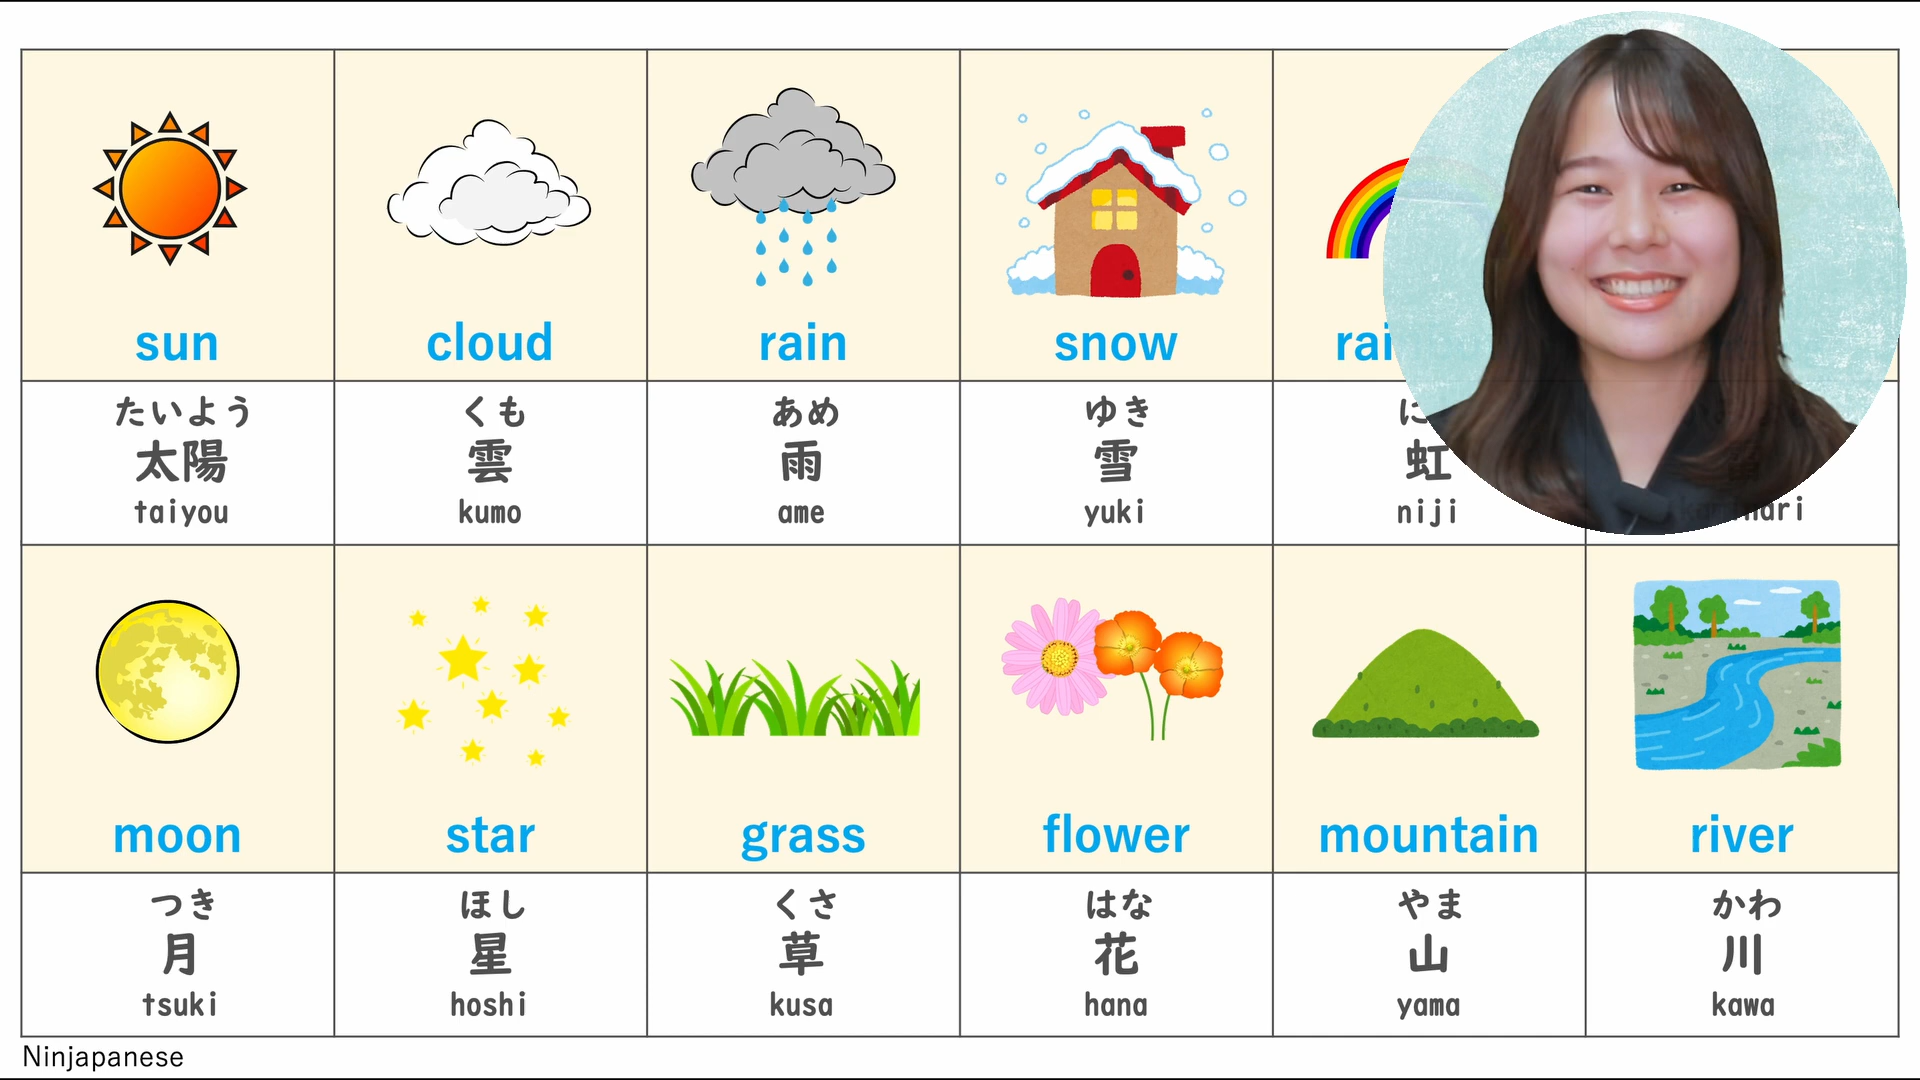 sun cloud rain snow
たいよう くも あめ ゆき
太陽 雲 雨 雪 虹
taiyou kumo ame yuki niji
moon star grass flower mountain river
つき ほし くさ はな やま かわ
月 星 草 花 山 川
tsuki hoshi kusa hana yama kawa
Ninjapanese